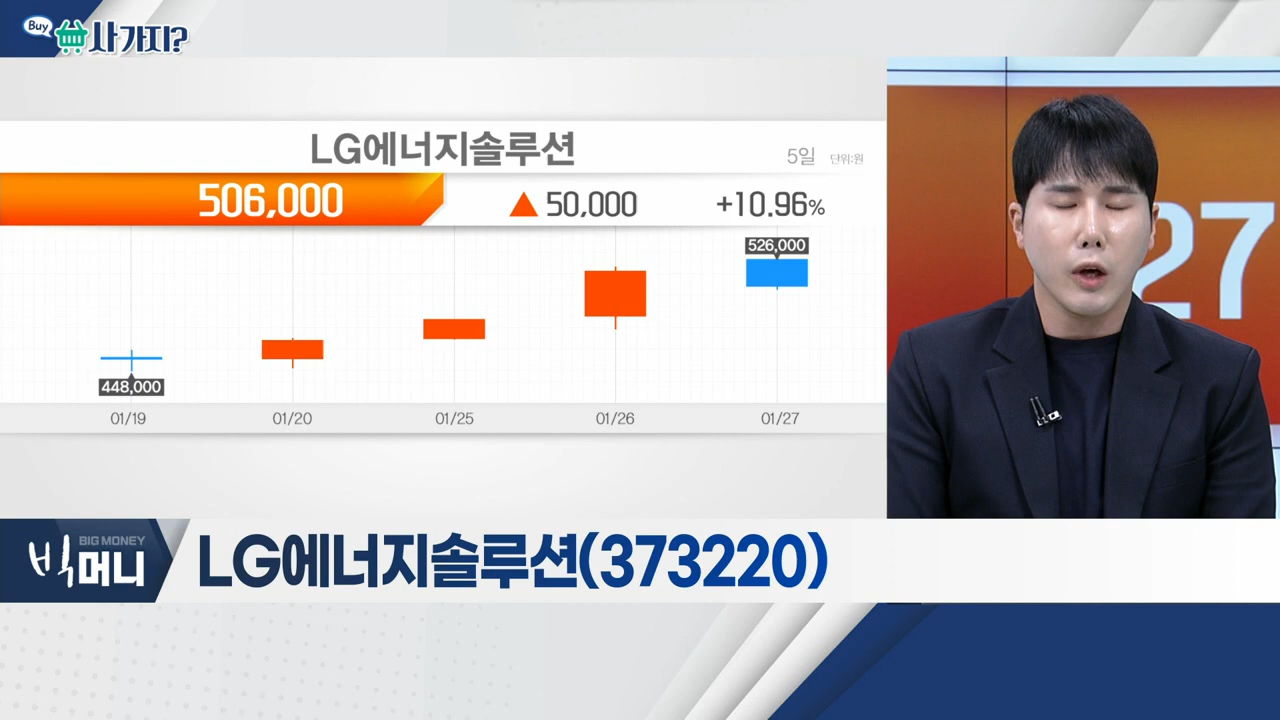 Buy
사 가지?
LG에너지솔루션
5일 단위:원
506,000 ▲ 50,000 +10.96%
526,000
448,000
01/19 01/20 01/25 01/26 01/27
27
BIG MONEY
빅머니
LG에너지솔루션(373220)